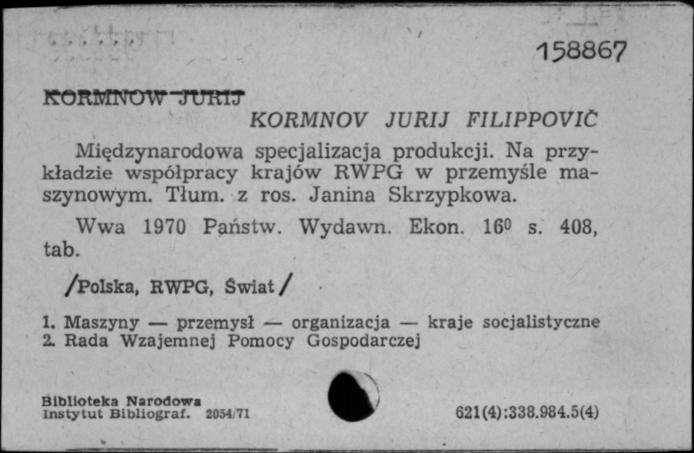 158867
KORMNOW JURIJ
KORMNOV JURIJ FILIPPOVIČ
Międzynarodowa specjalizacja produkcji. Na przy-
kładzie współpracy krajów RWPG w przemyśle ma-
szynowym. Tłum. z ros. Janina Skrzypkowa.
Wwa 1970 Państw. Wydawn. Ekon. 16⁰ s. 408,
tab.
/Polska, RWPG, Świat/
1. Maszyny — przemysł — organizacja — kraje socjalistyczne
2. Rada Wzajemnej Pomocy Gospodarczej
Biblioteka Narodowa
Instytut Bibliograf. 2054/71
621(4):338.984.5(4)